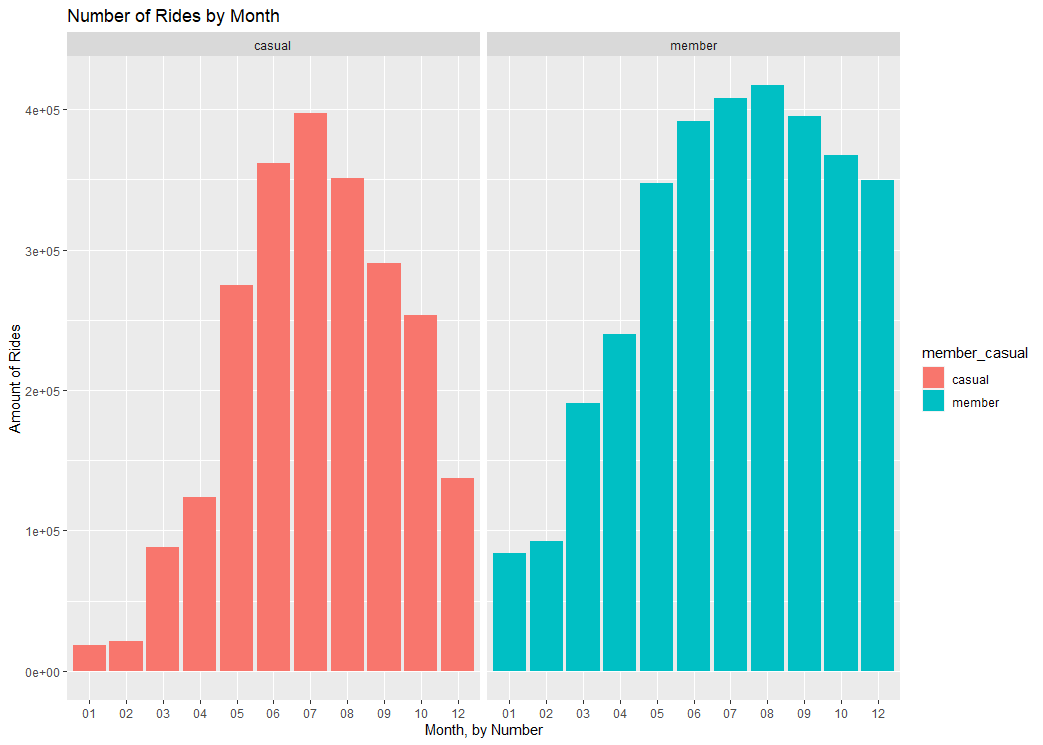 Number of Rides by Month
casual
member
4e+05
3e+05
2e+05
1e+05
0e+00
Amount of Rides
01 02 03 04 05 06 07 08 09 10 12
01 02 03 04 05 06 07 08 09 10 12
Month, by Number
member_casual
casual
member